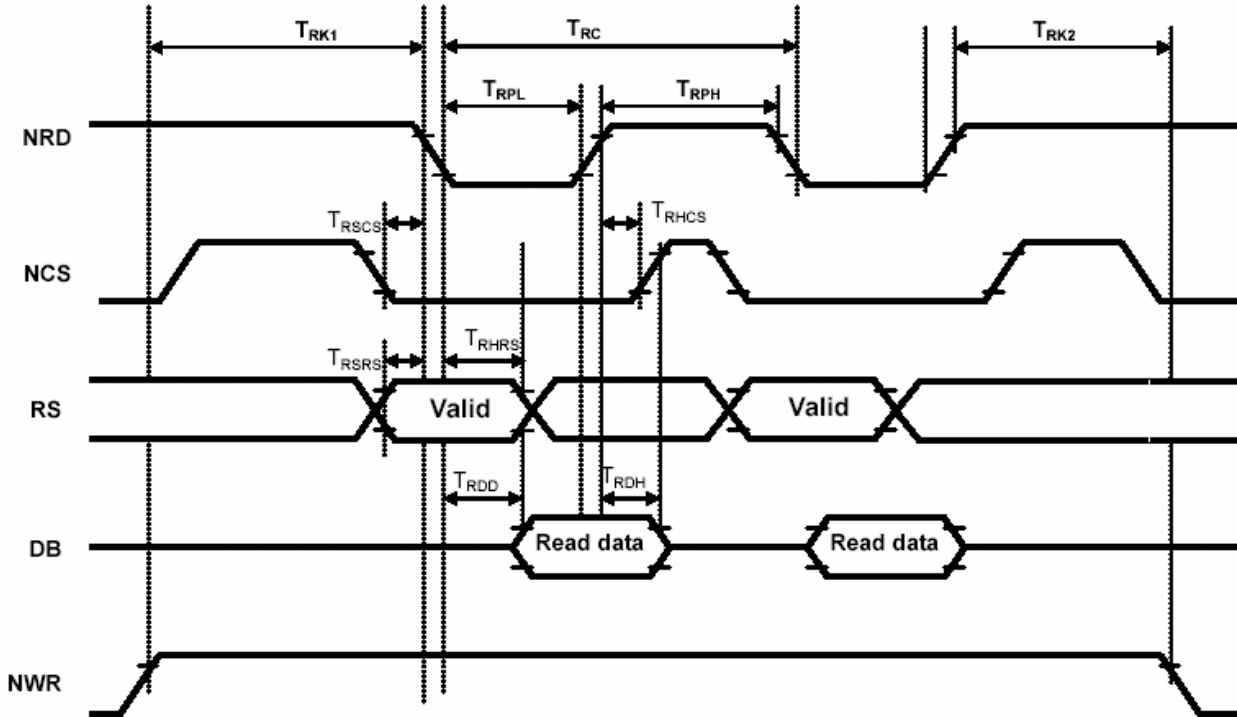 TRK1 TRC TRK2
TRPL TRPH
NRD
TRSCS TRHCS
NCS
TRSRS TRHRS
RS Valid Valid
TRDD TRDH
DB Read data Read data
NWR